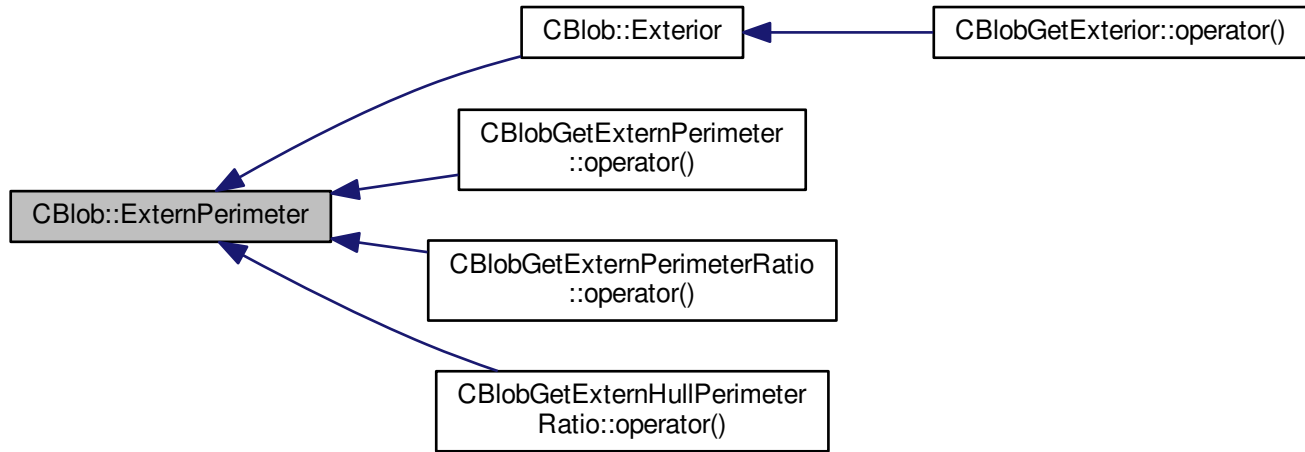 CBlob::Exterior
CBlobGetExterior::operator()
CBlobGetExternPerimeter
::operator()
CBlob::ExternPerimeter
CBlobGetExternPerimeterRatio
::operator()
CBlobGetExternHullPerimeter
Ratio::operator()